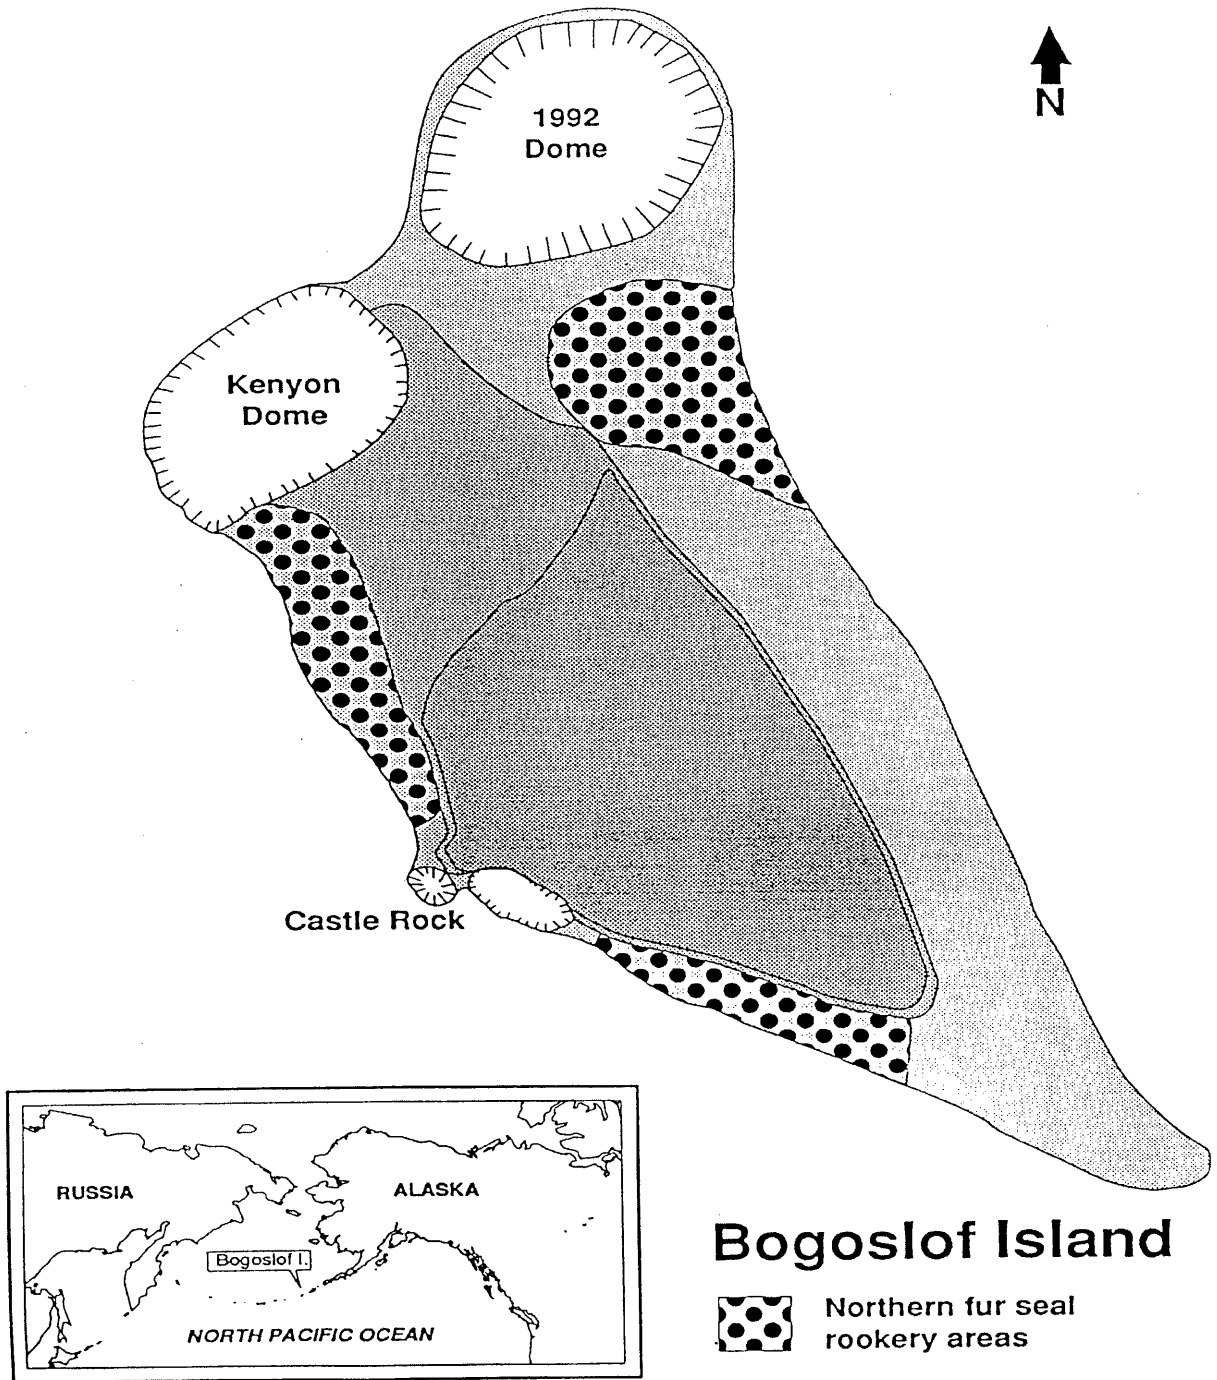 N
1992
Dome
Kenyon
Dome
Castle Rock
RUSSIA
ALASKA
Bogoslof I.
NORTH PACIFIC OCEAN
Bogoslof Island
Northern fur seal
rookery areas